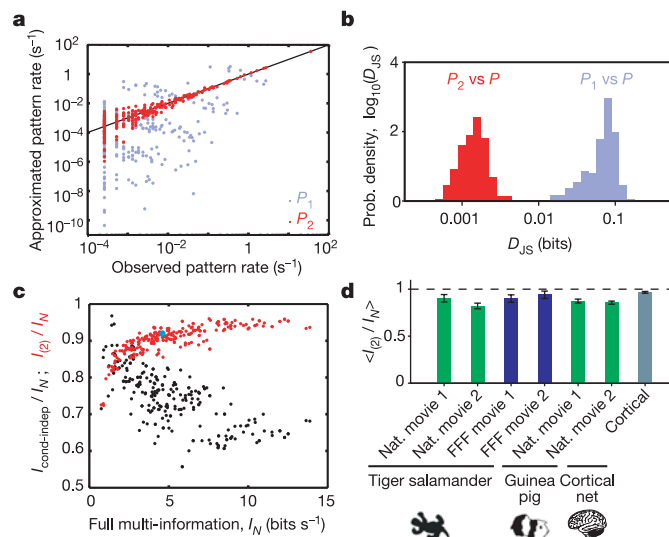 a
Approximated pattern rate (s⁻¹)
10²
1
10⁻²
10⁻⁴
10⁻⁶
10⁻⁸
10⁻¹⁰
P₁
P₂
10⁻⁴ 10⁻² 1 10²
Observed pattern rate (s⁻¹)
b
Prob. density, log₁₀(D_JS)
4
2
0
P₂ vs P
P₁ vs P
0.001 0.01 0.1
D_JS (bits)
c
I_cond-indep / I_N ; I_(2) / I_N
1
0.9
0.8
0.7
0.6
0.5
0 5 10 15
Full multi-information, I_N (bits s⁻¹)
d
<I_(2) / I_N>
1
0.5
0
Nat. movie 1
Nat. movie 2
FFF movie 1
FFF movie 2
Nat. movie 1
Nat. movie 2
Cortical
Tiger salamander
Guinea pig
Cortical net